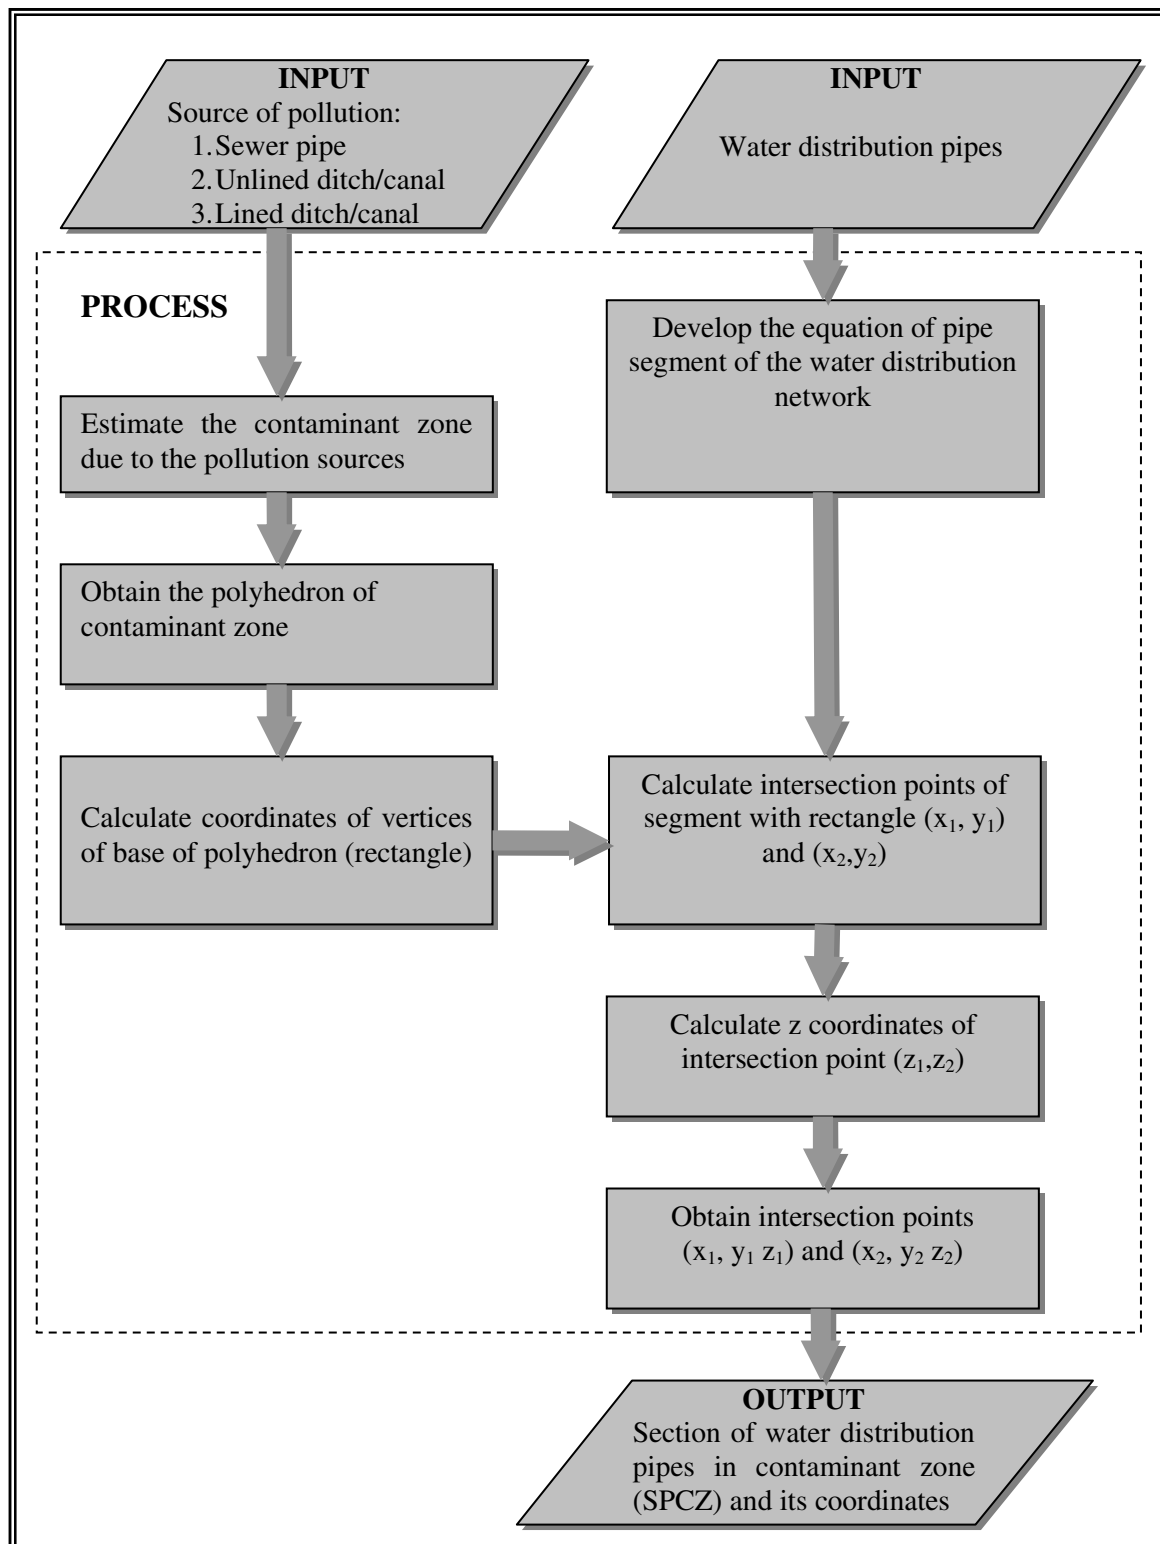 INPUT
Source of pollution:
1. Sewer pipe
2. Unlined ditch/canal
3. Lined ditch/canal
INPUT
Water distribution pipes
PROCESS
Estimate the contaminant zone
due to the pollution sources
Obtain the polyhedron of
contaminant zone
Calculate coordinates of vertices
of base of polyhedron (rectangle)
Develop the equation of pipe
segment of the water distribution
network
Calculate intersection points of
segment with rectangle (x₁, y₁)
and (x₂,y₂)
Calculate z coordinates of
intersection point (z₁,z₂)
Obtain intersection points
(x₁, y₁ z₁) and (x₂, y₂ z₂)
OUTPUT
Section of water distribution
pipes in contaminant zone
(SPCZ) and its coordinates